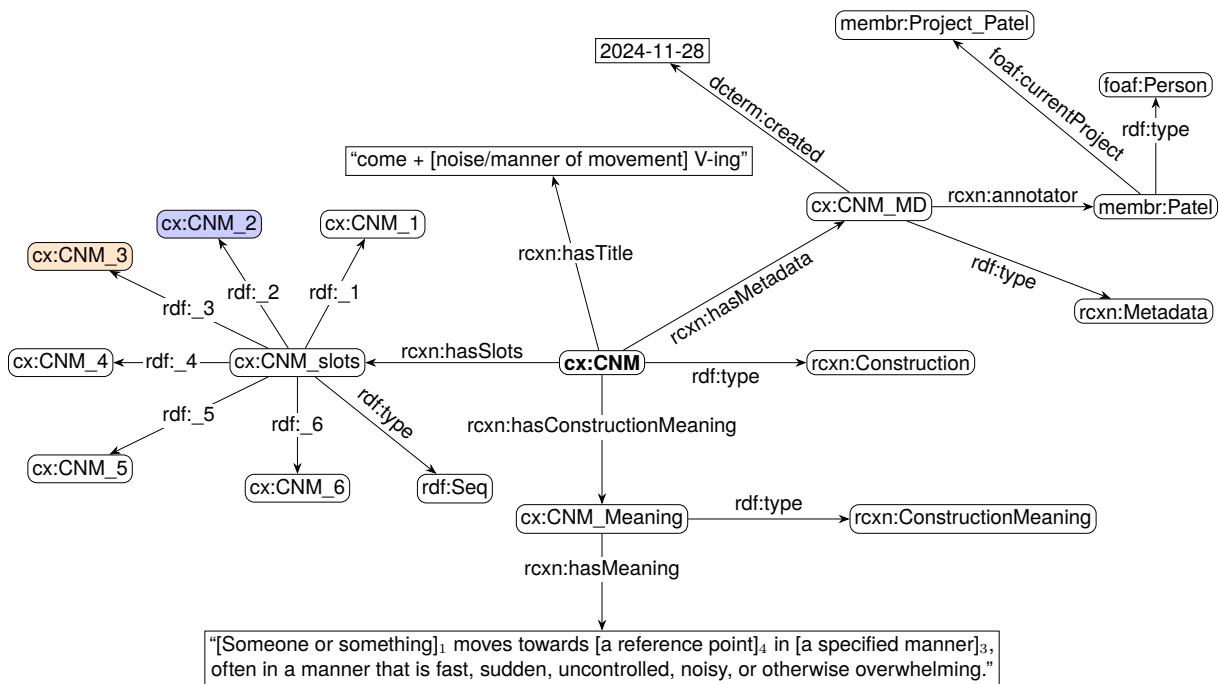 membr:Project_Patel
2024-11-28
foaf:currentProject
foaf:Person
dcterm:created
rdf:type
“come + [noise/manner of movement] V-ing”
cx:CNM_MD
rcxn:annotator
membr:Patel
cx:CNM_2
cx:CNM_1
cx:CNM_3
rcxn:hasTitle
rcxn:hasMetadata
rdf:type
rdf:_3
rdf:_2
rdf:_1
rcxn:Metadata
cx:CNM_4
rdf:_4
cx:CNM_slots
rcxn:hasSlots
cx:CNM
rdf:type
rcxn:Construction
rdf:_5
rdf:_6
rdf:type
rcxn:hasConstructionMeaning
cx:CNM_5
cx:CNM_6
rdf:Seq
cx:CNM_Meaning
rdf:type
rcxn:ConstructionMeaning
rcxn:hasMeaning
“[Someone or something]₁ moves towards [a reference point]₄ in [a specified manner]₃,
often in a manner that is fast, sudden, uncontrolled, noisy, or otherwise overwhelming.”